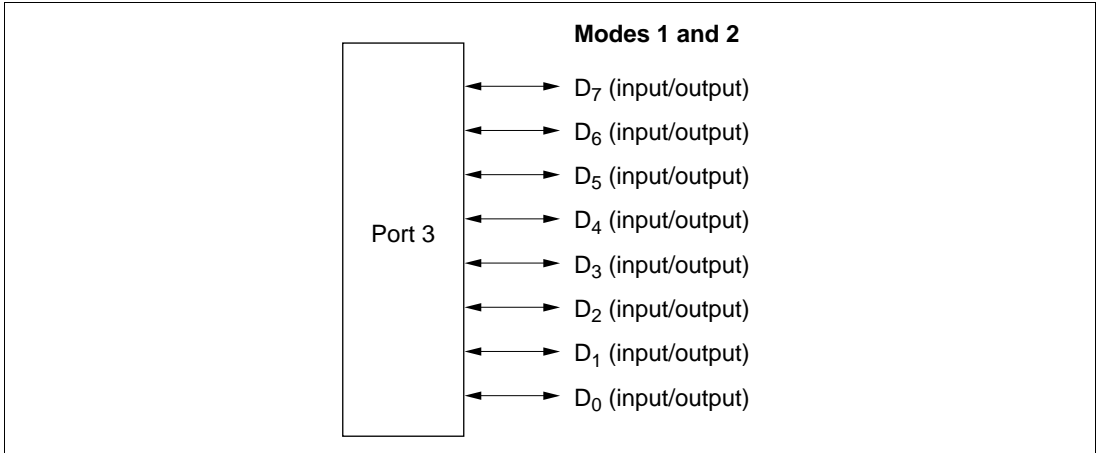 Modes 1 and 2
D7 (input/output)
D6 (input/output)
D5 (input/output)
D4 (input/output)
Port 3
D3 (input/output)
D2 (input/output)
D1 (input/output)
D0 (input/output)